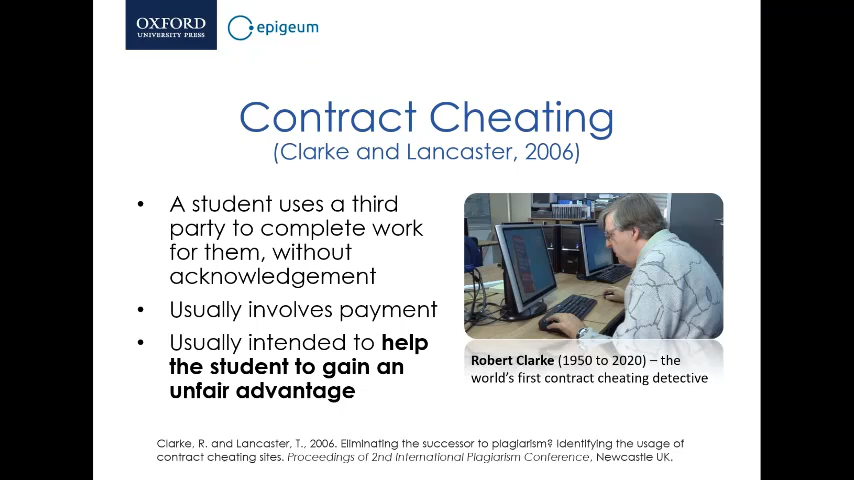 OXFORD
UNIVERSITY PRESS
epigeum
Contract Cheating
(Clarke and Lancaster, 2006)
• A student uses a third
party to complete work
for them, without
acknowledgement
• Usually involves payment
• Usually intended to help
the student to gain an
unfair advantage
Robert Clarke (1950 to 2020) – the
world's first contract cheating detective
Clarke, R. and Lancaster, T., 2006. Eliminating the successor to plagiarism? Identifying the usage of
contract cheating sites. Proceedings of 2nd International Plagiarism Conference, Newcastle UK.